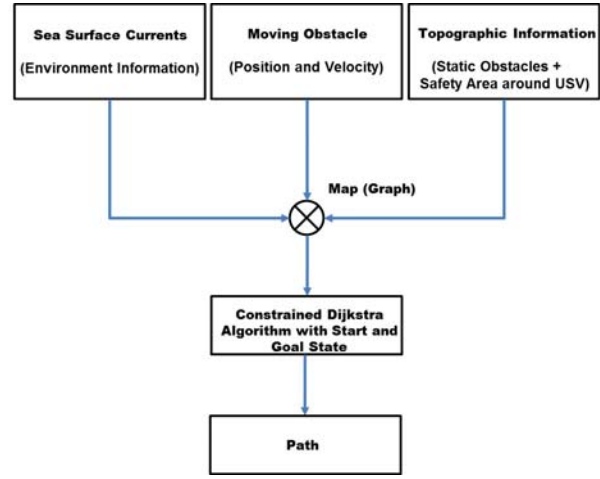 Sea Surface Currents
(Environment Information)
Moving Obstacle
(Position and Velocity)
Topographic Information
(Static Obstacles +
Safety Area around USV)
Map (Graph)
Constrained Dijkstra
Algorithm with Start and
Goal State
Path